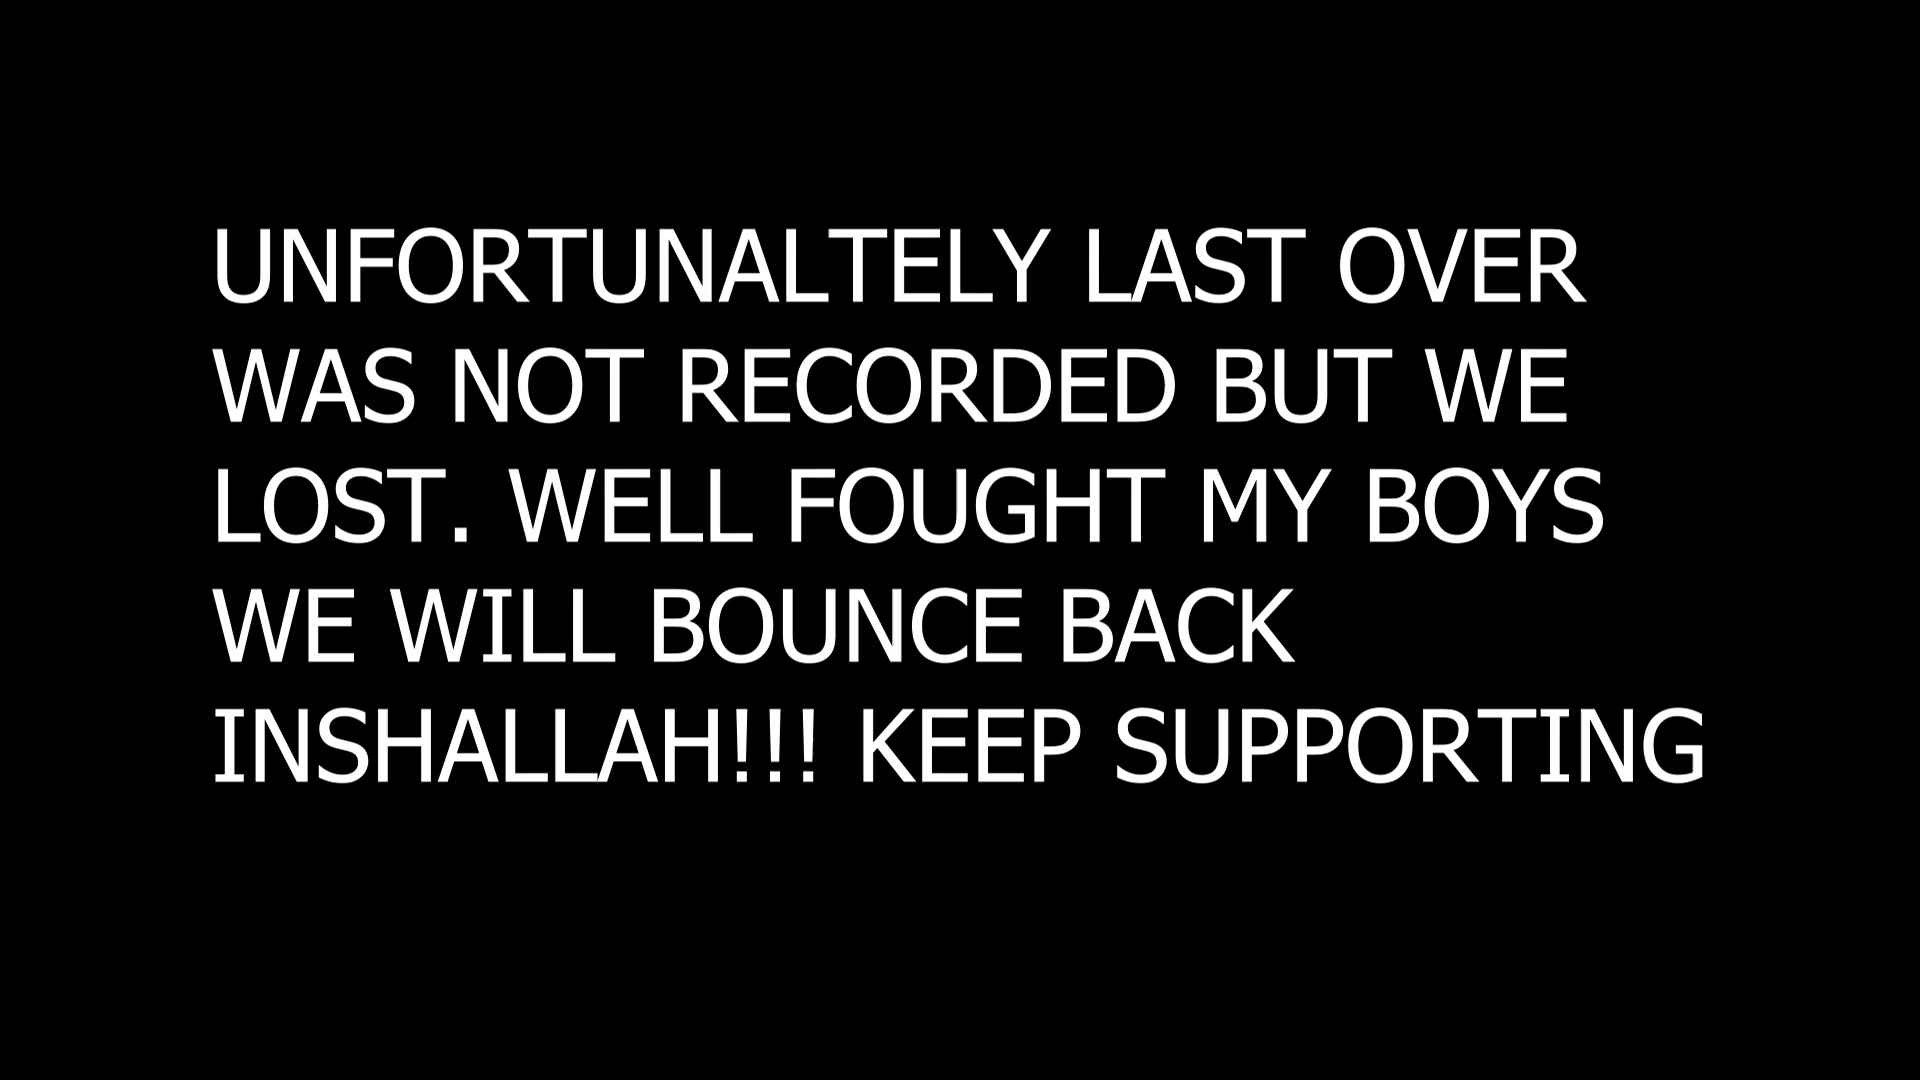 UNFORTUNALTELY LAST OVER
WAS NOT RECORDED BUT WE
LOST. WELL FOUGHT MY BOYS
WE WILL BOUNCE BACK
INSHALLAH!!! KEEP SUPPORTING